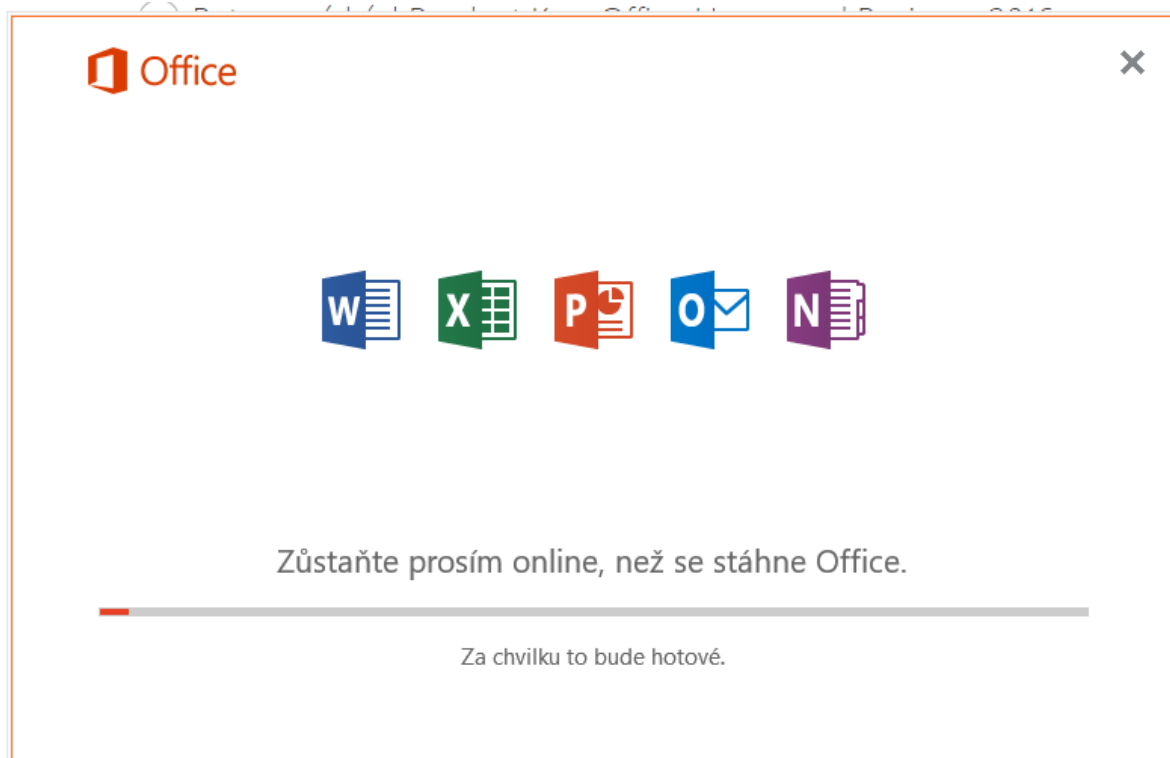 Office
W X P O N
Zůstaňte prosím online, než se stáhne Office.
Za chvilku to bude hotové.